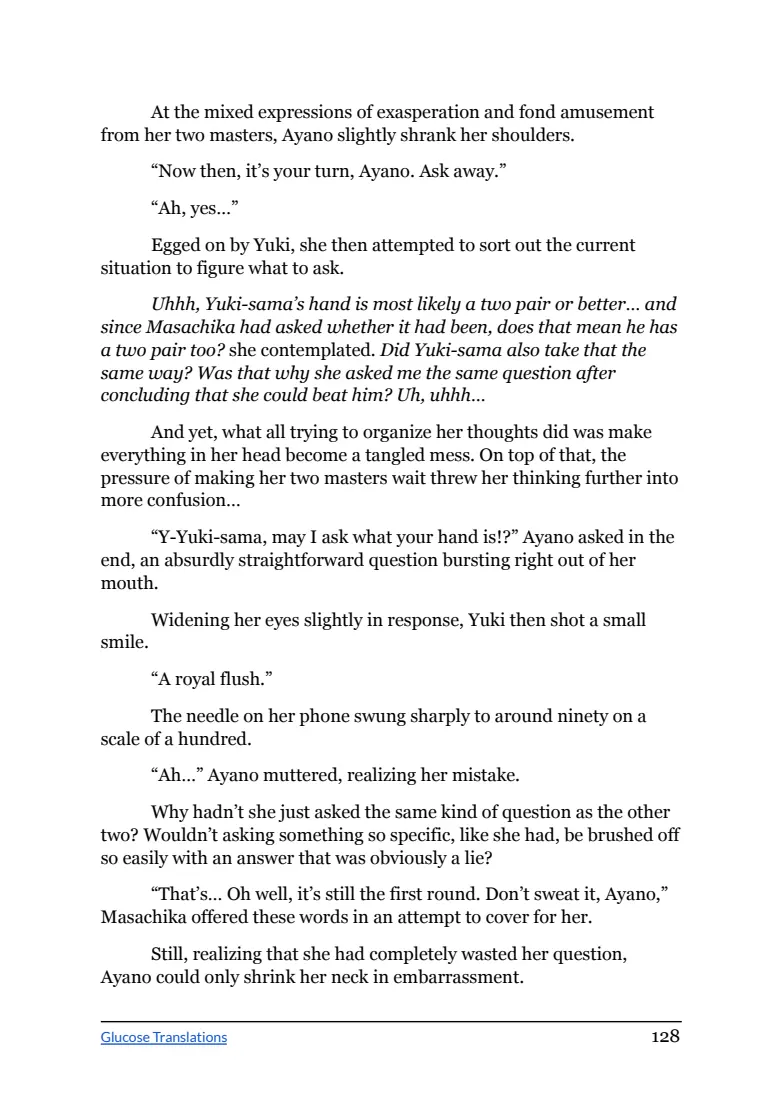 At the mixed expressions of exasperation and fond amusement
from her two masters, Ayano slightly shrank her shoulders.
“Now then, it’s your turn, Ayano. Ask away.”
“Ah, yes…”
Egged on by Yuki, she then attempted to sort out the current
situation to figure what to ask.
Uhhh, Yuki-sama’s hand is most likely a two pair or better… and
since Masachika had asked whether it had been, does that mean he has
a two pair too? she contemplated. Did Yuki-sama also take that the
same way? Was that why she asked me the same question after
concluding that she could beat him? Uh, uhhh…
And yet, what all trying to organize her thoughts did was make
everything in her head become a tangled mess. On top of that, the
pressure of making her two masters wait threw her thinking further into
more confusion…
“Y-Yuki-sama, may I ask what your hand is!?” Ayano asked in the
end, an absurdly straightforward question bursting right out of her
mouth.
Widening her eyes slightly in response, Yuki then shot a small
smile.
“A royal flush.”
The needle on her phone swung sharply to around ninety on a
scale of a hundred.
“Ah…” Ayano muttered, realizing her mistake.
Why hadn’t she just asked the same kind of question as the other
two? Wouldn’t asking something so specific, like she had, be brushed off
so easily with an answer that was obviously a lie?
“That’s… Oh well, it’s still the first round. Don’t sweat it, Ayano,”
Masachika offered these words in an attempt to cover for her.
Still, realizing that she had completely wasted her question,
Ayano could only shrink her neck in embarrassment.
Glucose Translations 128